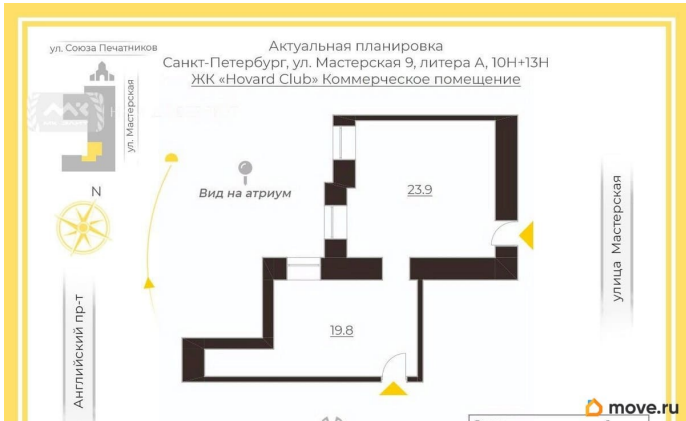 ул. Союза Печатников
Актуальная планировка
Санкт-Петербург, ул. Мастерская 9, литера А, 10Н+13Н
ЖК «Hovard Club» Коммерческое помещение
ул. Мастерская
N
Вид на атриум
23.9
улица Мастерская
Английский пр-т
19.8
move.ru